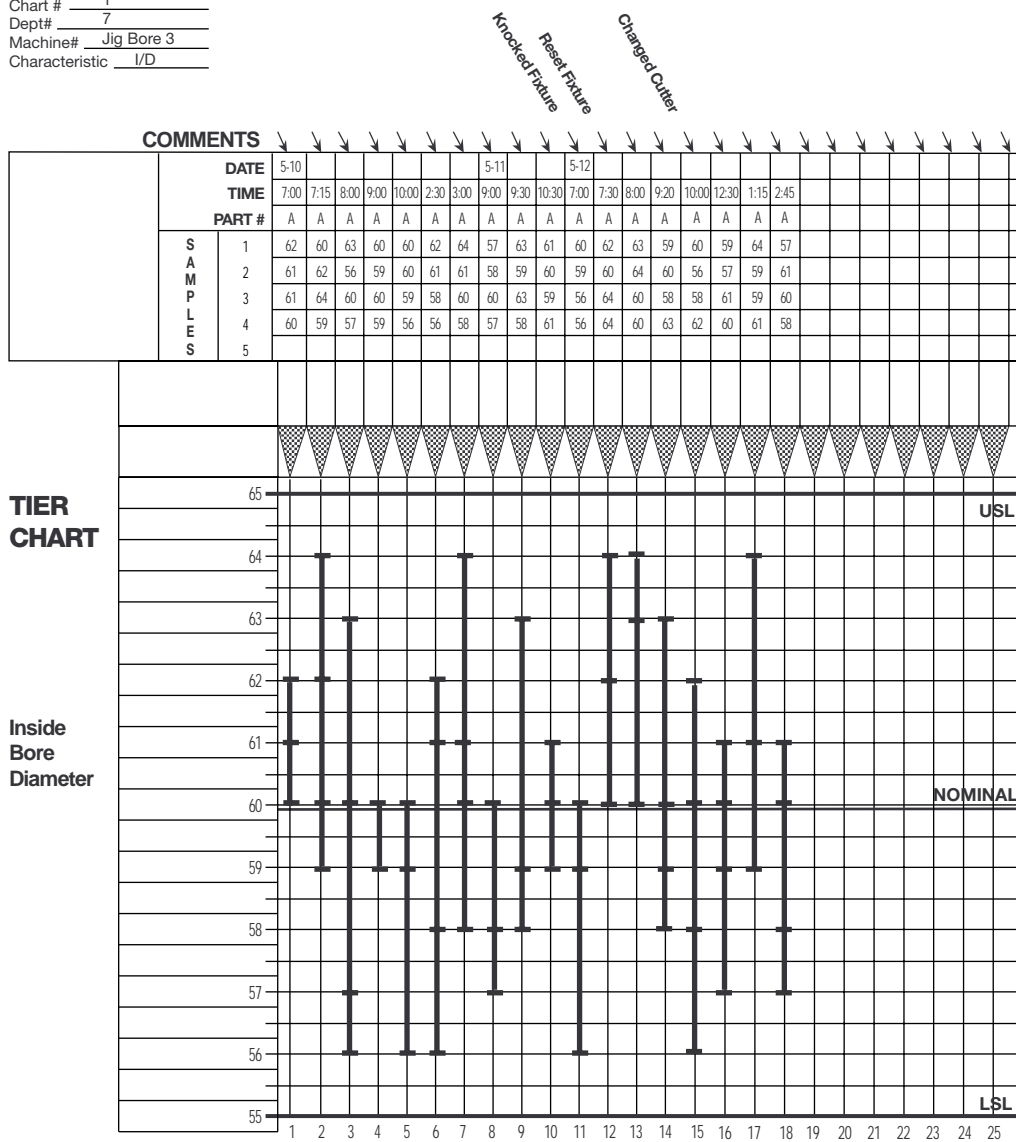 Chart # 1
Dept# 7
Machine# Jig Bore 3
Characteristic I/D
Knocked Fixture
Reset Fixture
Changed Cutter
COMMENTS
DATE 5-10 5-11 5-12
TIME 7:00 7:15 8:00 9:00 10:00 2:30 3:00 9:00 9:30 10:30 7:00 7:30 8:00 9:20 10:00 12:30 1:15 2:45
PART # A A A A A A A A A A A A A A A A A A
SAMPLES
1 62 60 63 60 60 62 64 57 63 61 60 62 63 59 60 59 64 57
2 61 62 56 59 60 61 61 58 59 60 59 60 64 60 56 57 59 61
3 61 64 60 60 59 58 60 60 63 59 56 64 60 58 58 61 59 60
4 60 59 57 59 56 56 58 57 58 61 56 64 60 63 62 60 61 58
5
TIER
CHART
65
USL
64
63
62
Inside
Bore
Diameter
61
60
NOMINAL
59
58
57
56
55
LSL
1 2 3 4 5 6 7 8 9 10 11 12 13 14 15 16 17 18 19 20 21 22 23 24 25